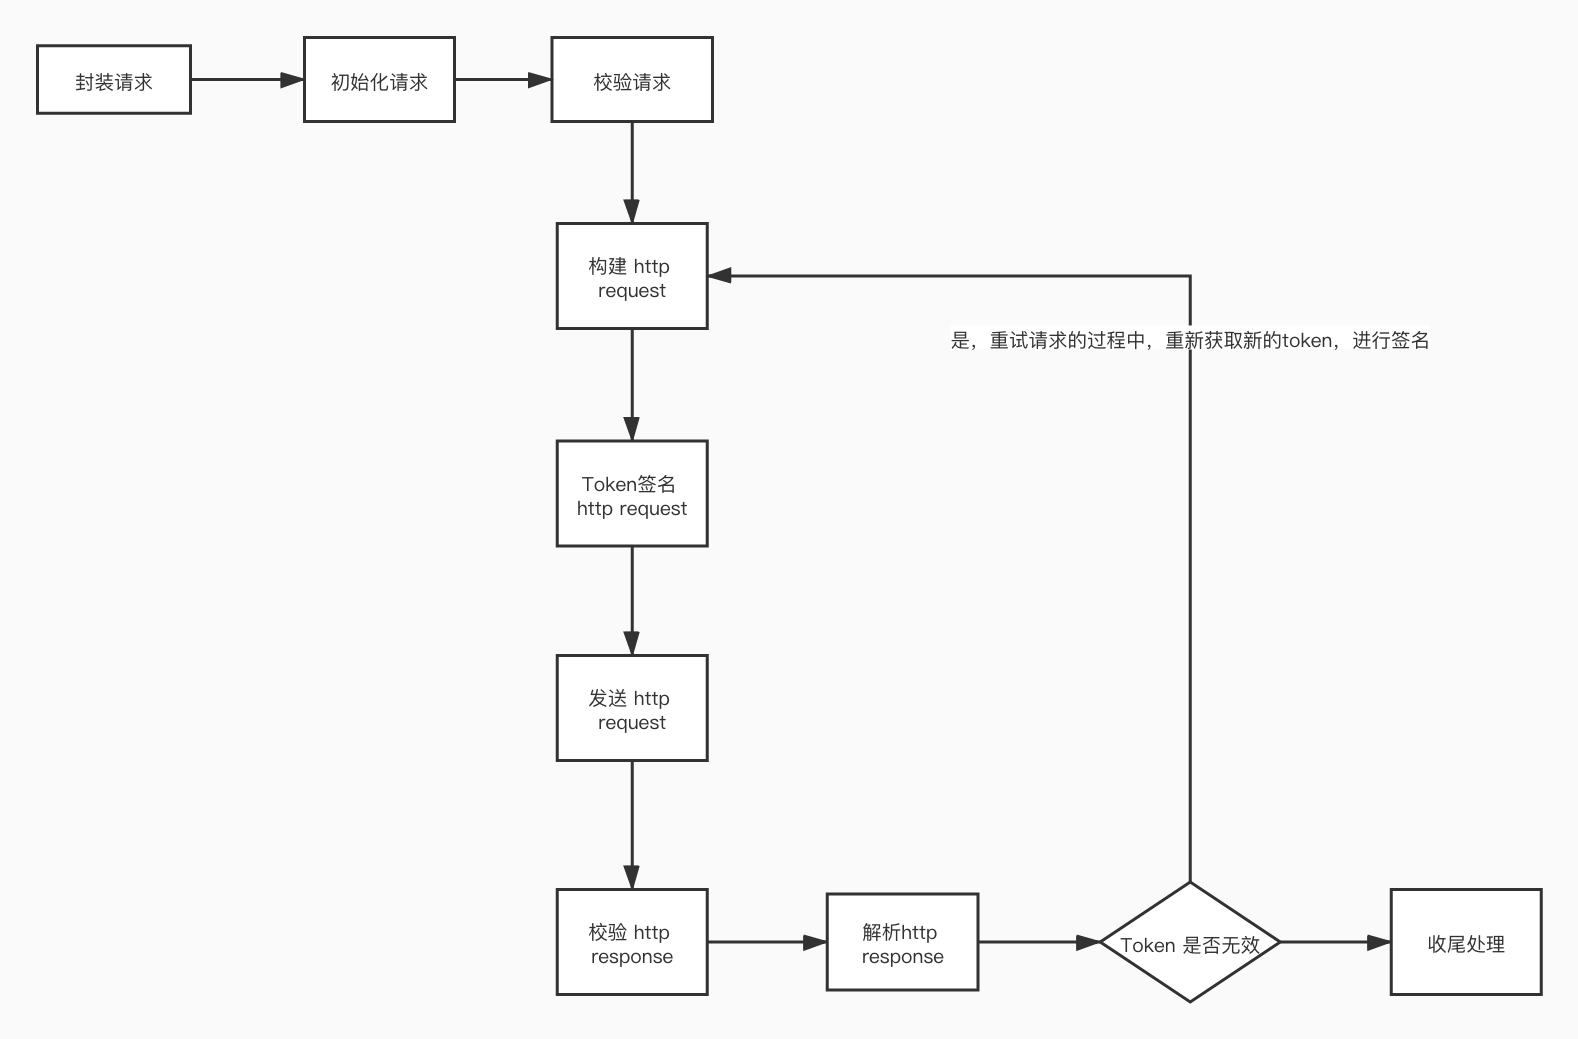 封装请求
初始化请求
校验请求
构建 http
request
是，重试请求的过程中，重新获取新的token，进行签名
Token签名
http request
发送 http
request
校验 http
response
解析http
response
Token 是否无效
收尾处理